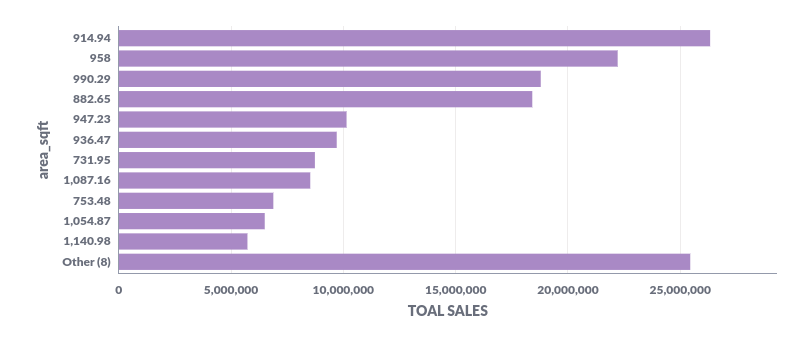 914.94
958
990.29
882.65
947.23
936.47
731.95
1,087.16
753.48
1,054.87
1,140.98
Other (8)
area_sqft
0 5,000,000 10,000,000 15,000,000 20,000,000 25,000,000
TOAL SALES